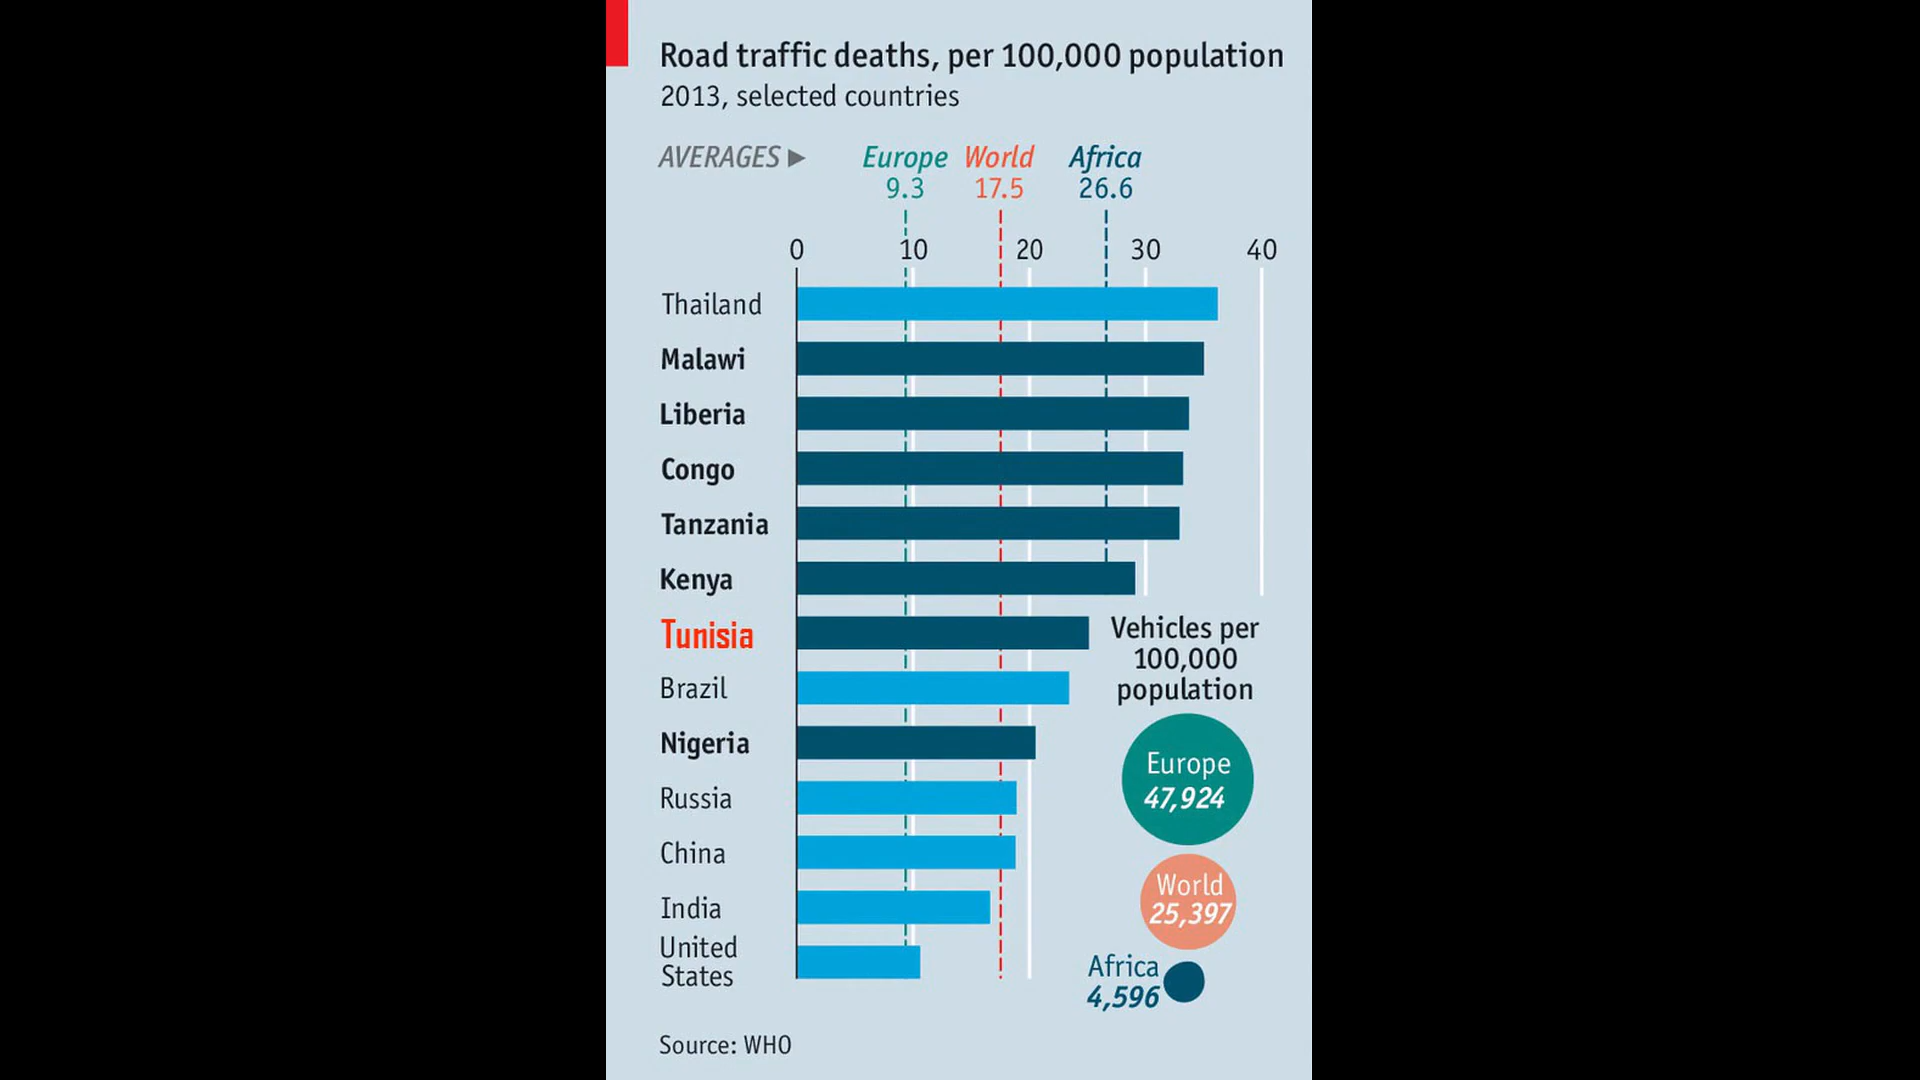 Road traffic deaths, per 100,000 population
2013, selected countries
AVERAGES ▶ Europe World Africa
9.3 17.5 26.6
0 10 20 30 40
Thailand
Malawi
Liberia
Congo
Tanzania
Kenya
Tunisia
Brazil
Nigeria
Russia
China
India
United
States
Vehicles per
100,000
population
Europe
47,924
World
25,397
Africa
4,596
Source: WHO